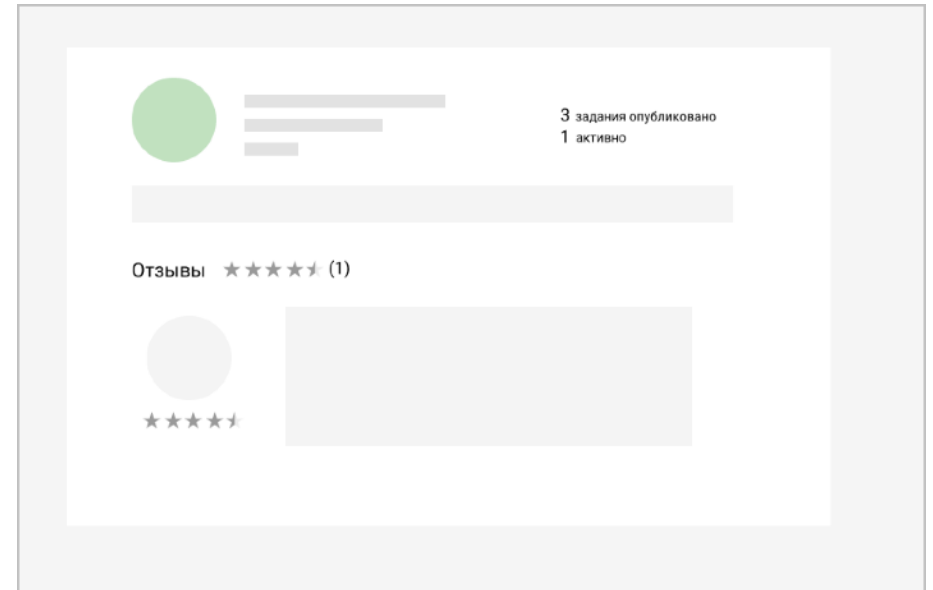 3 задания опубликовано
1 активно
Отзывы ★★★★★ (1)